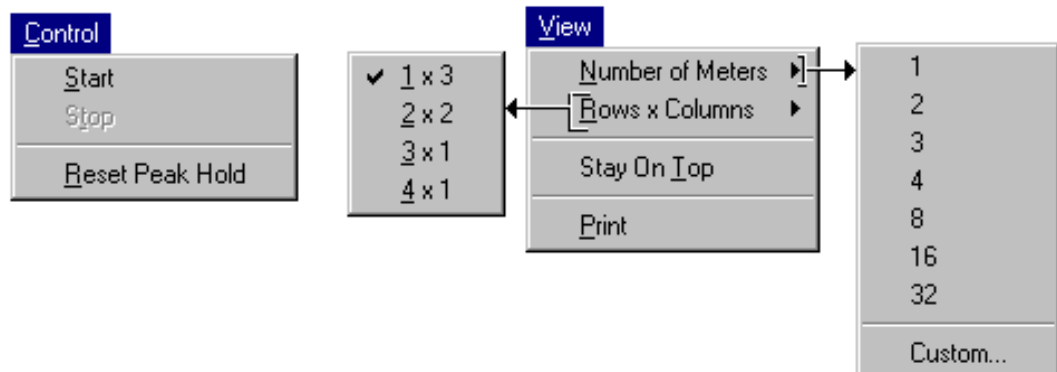 Control
Start
Stop
Reset Peak Hold
1 x 3
2 x 2
3 x 1
4 x 1
View
Number of Meters
Rows x Columns
Stay On Top
Print
1
2
3
4
8
16
32
Custom...